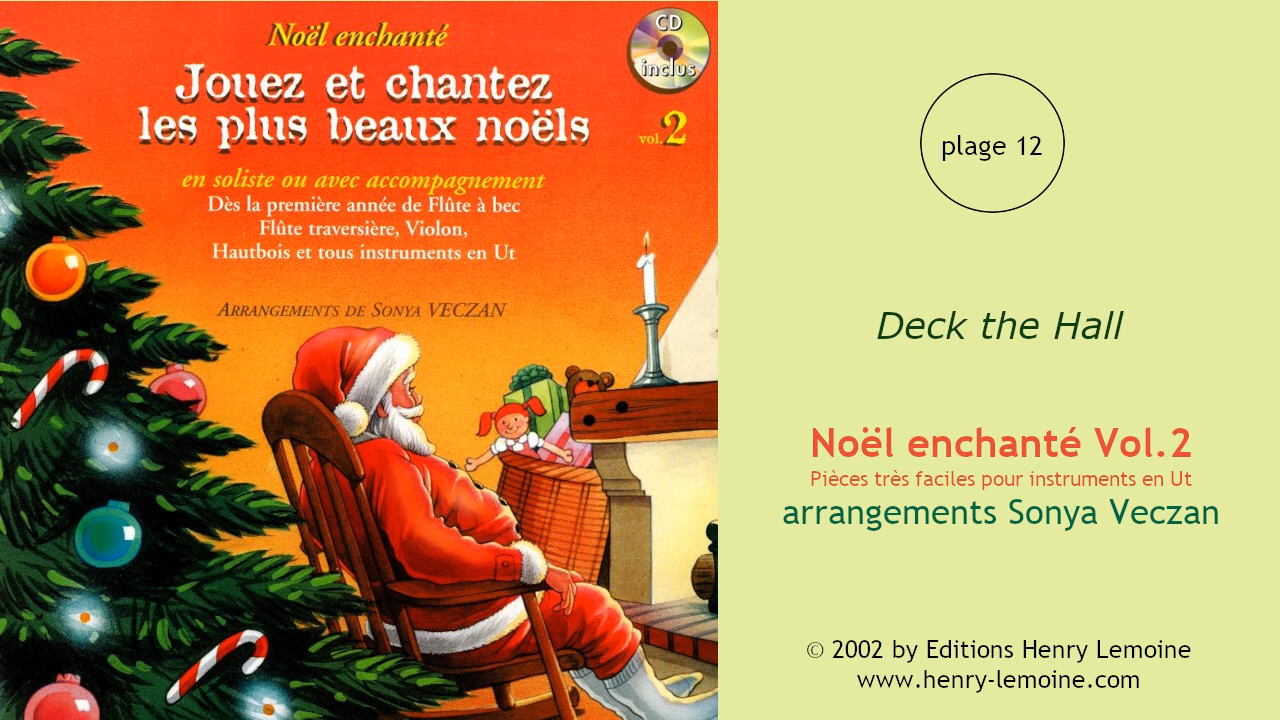 Noël enchanté
Jouez et chantez
les plus beaux noëls
vol.2
CD
inclus
en soliste ou avec accompagnement
Dès la première année de Flûte à bec
Flûte traversière, Violon,
Hautbois et tous instruments en Ut
Arrangements de Sonya VECZAN
plage 12
Deck the Hall
Noël enchanté Vol.2
Pièces très faciles pour instruments en Ut
arrangements Sonya Veczan
© 2002 by Editions Henry Lemoine
www.henry-lemoine.com